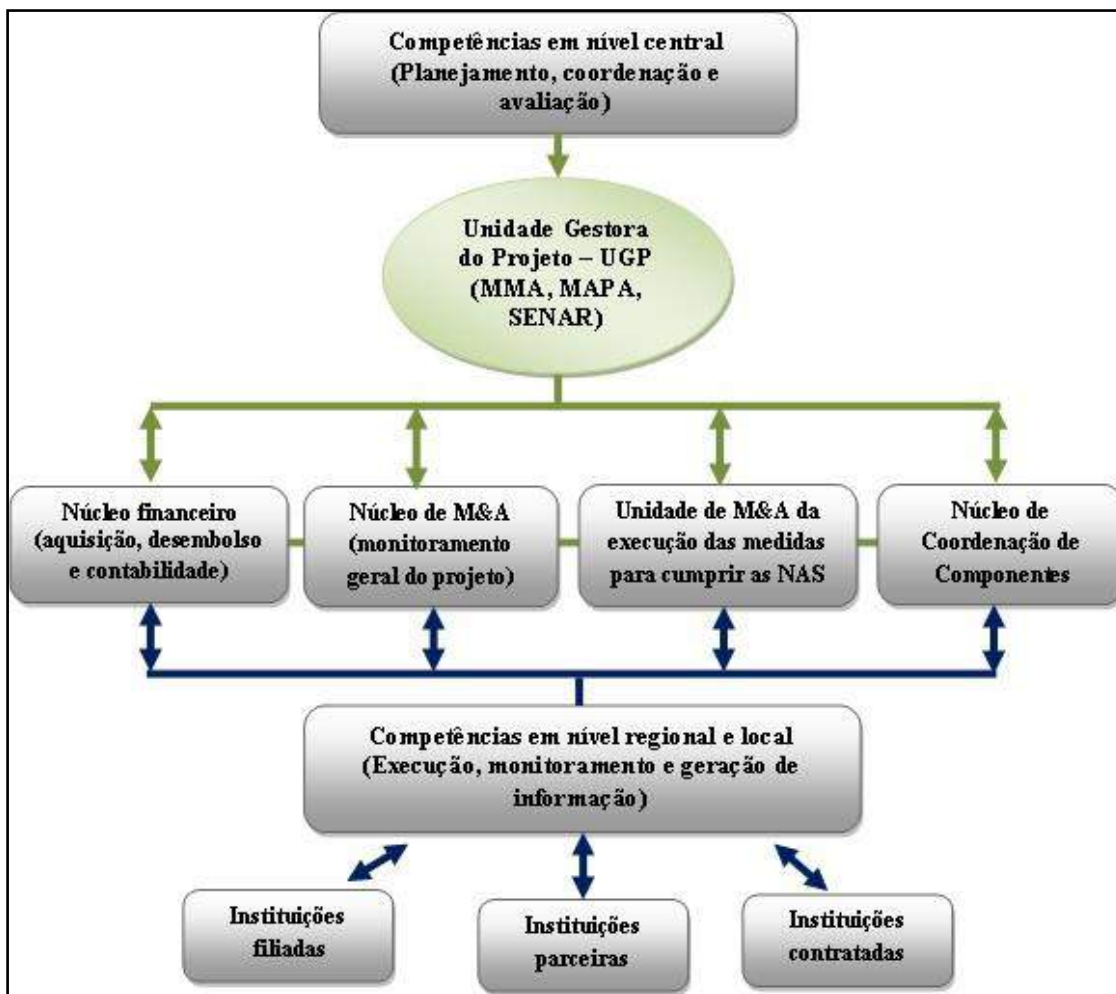 Competências em nível central
(Planejamento, coordenação e
avaliação)
Unidade Gestora
do Projeto – UGP
(MMA, MAPA,
SENAR)
Núcleo financeiro
(aquisição, desembolso
e contabilidade)
Núcleo de M&A
(monitoramento
geral do projeto)
Unidade de M&A da
execução das medidas
para cumprir as NAS
Núcleo de
Coordenação de
Componentes
Competências em nível regional e local
(Execução, monitoramento e geração de
informação)
Instituições
filiadas
Instituições
parceiras
Instituições
contratadas